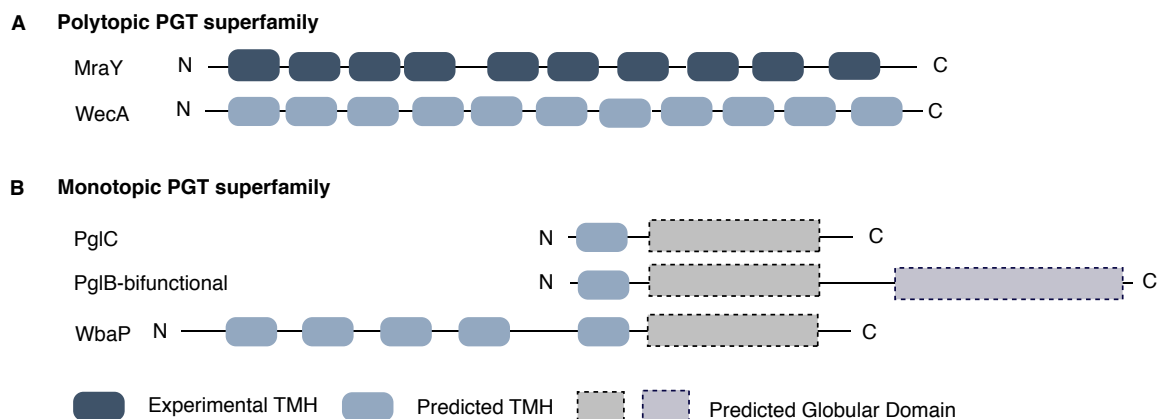 A Polytopic PGT superfamily
MraY N C
WecA N C
B Monotopic PGT superfamily
PglC N C
PglB-bifunctional N C
WbaP N C
Experimental TMH Predicted TMH Predicted Globular Domain